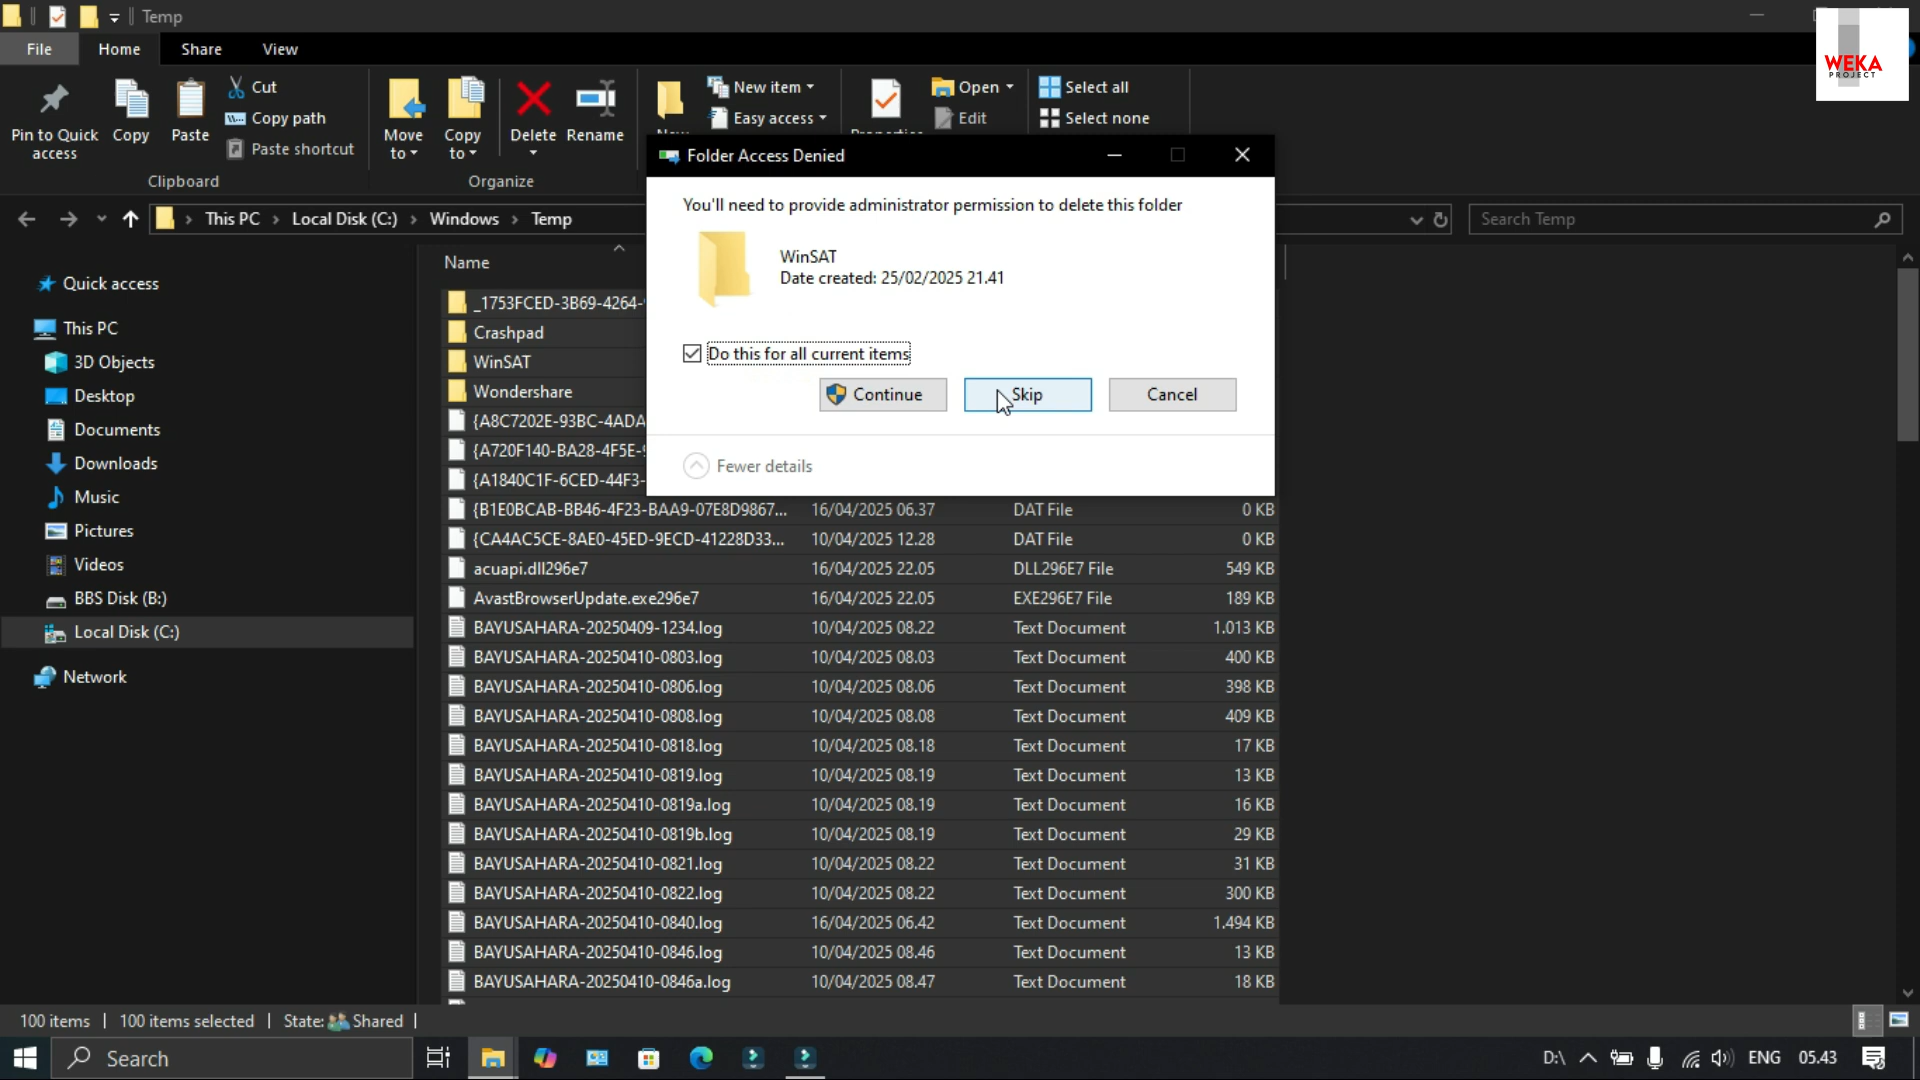 Temp
File Home Share View
WEKA
PROJECT
Pin to Quick access
Copy
Paste
Cut
Copy path
Paste shortcut
Move to
Copy to
Delete
Rename
New item
Easy access
Open
Edit
Select all
Select none
Clipboard
Organize
Folder Access Denied
You'll need to provide administrator permission to delete this folder
WinSAT
Date created: 25/02/2025 21.41
Do this for all current items
Continue Skip Cancel
Fewer details
This PC Local Disk (C:) Windows Temp
Search Temp
Quick access
This PC
3D Objects
Desktop
Documents
Downloads
Music
Pictures
Videos
BBS Disk (B:)
Local Disk (C:)
Network
Name
_1753FCED-3B69-4264-
Crashpad
WinSAT
Wondershare
{A8C7202E-93BC-4ADA
{A720F140-BA28-4F5E-
{A1840C1F-6CED-44F3-
{B1E0BCAB-BB46-4F23-BAA9-07E8D9867... 16/04/2025 06.37 DAT File 0 KB
{CA4AC5CE-8AE0-45ED-9ECD-41228D33... 10/04/2025 12.28 DAT File 0 KB
acuapi.dll296e7 16/04/2025 22.05 DLL296E7 File 549 KB
AvastBrowserUpdate.exe296e7 16/04/2025 22.05 EXE296E7 File 189 KB
BAYUSAHARA-20250409-1234.log 10/04/2025 08.22 Text Document 1.013 KB
BAYUSAHARA-20250410-0803.log 10/04/2025 08.03 Text Document 400 KB
BAYUSAHARA-20250410-0806.log 10/04/2025 08.06 Text Document 398 KB
BAYUSAHARA-20250410-0808.log 10/04/2025 08.08 Text Document 409 KB
BAYUSAHARA-20250410-0818.log 10/04/2025 08.18 Text Document 17 KB
BAYUSAHARA-20250410-0819.log 10/04/2025 08.19 Text Document 13 KB
BAYUSAHARA-20250410-0819a.log 10/04/2025 08.19 Text Document 16 KB
BAYUSAHARA-20250410-0819b.log 10/04/2025 08.19 Text Document 29 KB
BAYUSAHARA-20250410-0821.log 10/04/2025 08.22 Text Document 31 KB
BAYUSAHARA-20250410-0822.log 10/04/2025 08.22 Text Document 300 KB
BAYUSAHARA-20250410-0840.log 16/04/2025 06.42 Text Document 1.494 KB
BAYUSAHARA-20250410-0846.log 10/04/2025 08.46 Text Document 13 KB
BAYUSAHARA-20250410-0846a.log 10/04/2025 08.47 Text Document 18 KB
100 items 100 items selected State: Shared
Search
D:\ ENG 05.43